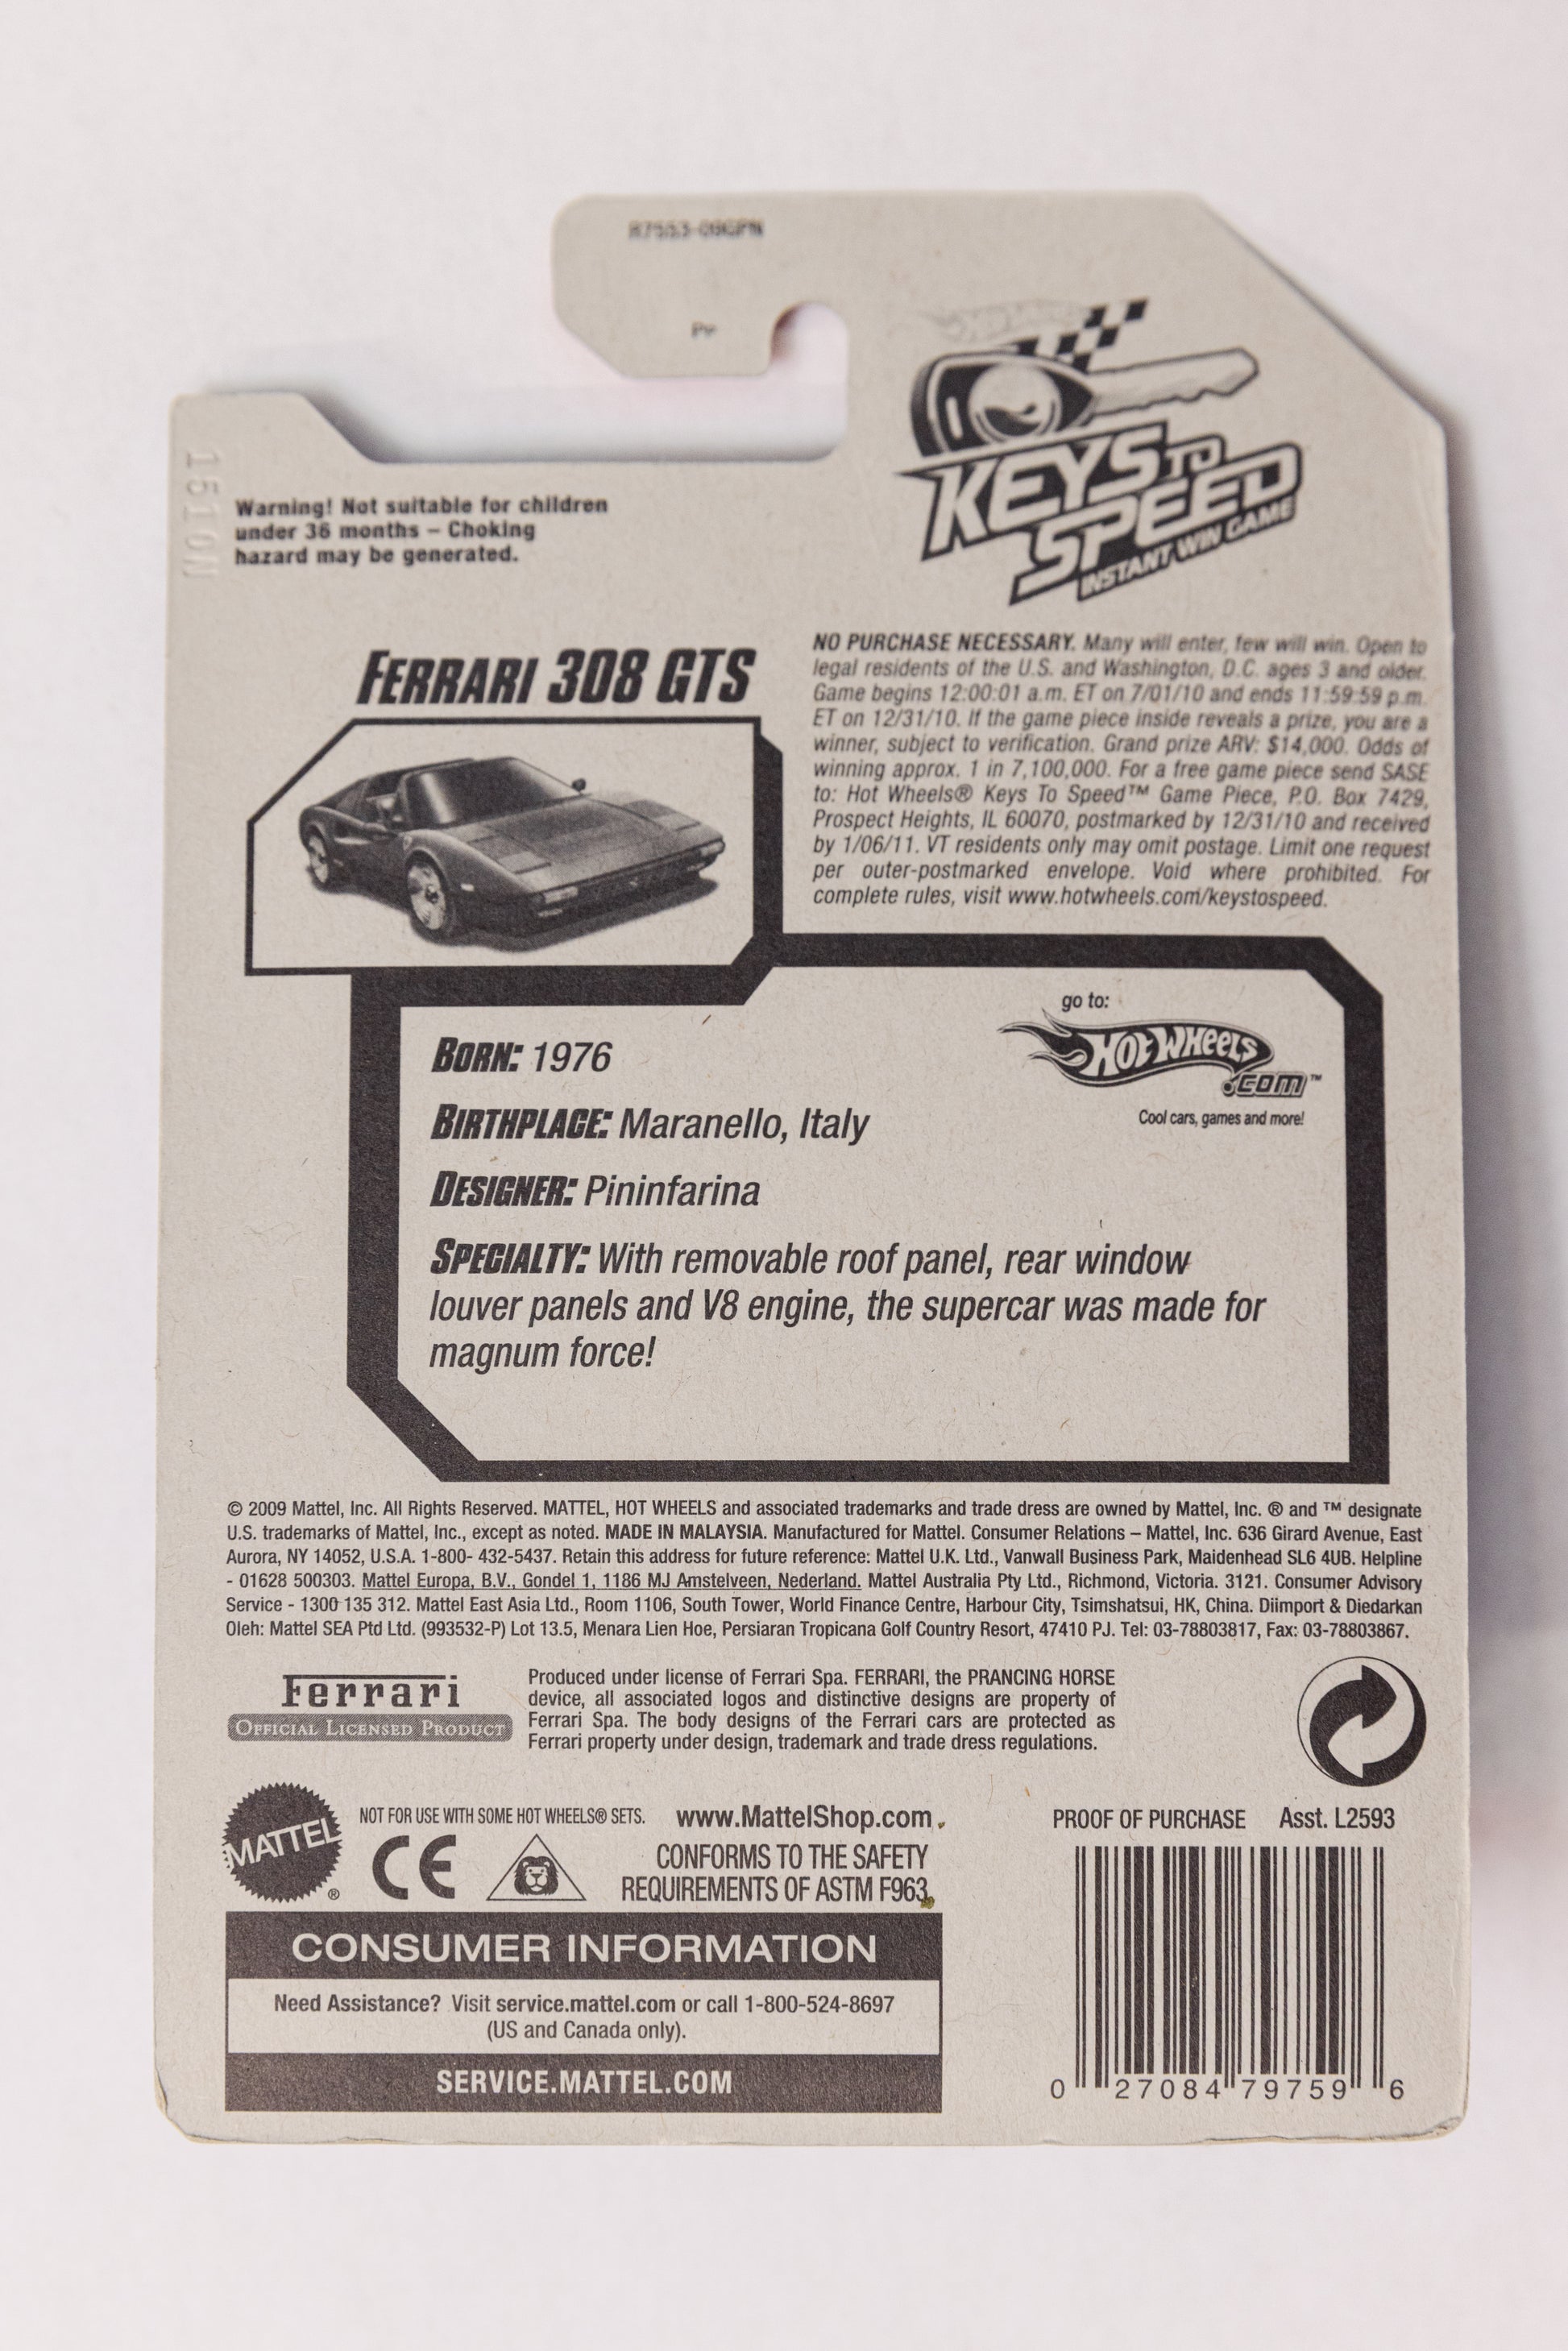 Pv
1510N
KEYS TO
SPEED
INSTANT WIN GAME
Warning! Not suitable for children
under 36 months – Choking
hazard may be generated.
FERRARI 308 GTS
NO PURCHASE NECESSARY. Many will enter, few will win. Open to
legal residents of the U.S. and Washington, D.C. ages 3 and older.
Game begins 12:00:01 a.m. ET on 7/01/10 and ends 11:59:59 p.m.
ET on 12/31/10. If the game piece inside reveals a prize, you are a
winner, subject to verification. Grand prize ARV: $14,000. Odds of
winning approx. 1 in 7,100,000. For a free game piece send SASE
to: Hot Wheels® Keys To Speed™ Game Piece, P.O. Box 7429,
Prospect Heights, IL 60070, postmarked by 12/31/10 and received
by 1/06/11. VT residents only may omit postage. Limit one request
per outer-postmarked envelope. Void where prohibited. For
complete rules, visit www.hotwheels.com/keystospeed.
go to:
HOT WHEELS
.COM™
Cool cars, games and more!
BORN: 1976
BIRTHPLACE: Maranello, Italy
DESIGNER: Pininfarina
SPECIALTY: With removable roof panel, rear window
louver panels and V8 engine, the supercar was made for
magnum force!
© 2009 Mattel, Inc. All Rights Reserved. MATTEL, HOT WHEELS and associated trademarks and trade dress are owned by Mattel, Inc. ® and ™ designate
U.S. trademarks of Mattel, Inc., except as noted. MADE IN MALAYSIA. Manufactured for Mattel. Consumer Relations – Mattel, Inc. 636 Girard Avenue, East
Aurora, NY 14052, U.S.A. 1-800- 432-5437. Retain this address for future reference: Mattel U.K. Ltd., Vanwall Business Park, Maidenhead SL6 4UB. Helpline
- 01628 500303. Mattel Europa, B.V., Gondel 1, 1186 MJ Amstelveen, Nederland. Mattel Australia Pty Ltd., Richmond, Victoria. 3121. Consumer Advisory
Service - 1300 135 312. Mattel East Asia Ltd., Room 1106, South Tower, World Finance Centre, Harbour City, Tsimshatsui, HK, China. Diimport & Diedarkan
Oleh: Mattel SEA Ptd Ltd. (993532-P) Lot 13.5, Menara Lien Hoe, Persiaran Tropicana Golf Country Resort, 47410 PJ. Tel: 03-78803817, Fax: 03-78803867.
Ferrari
OFFICIAL LICENSED PRODUCT
Produced under license of Ferrari Spa. FERRARI, the PRANCING HORSE
device, all associated logos and distinctive designs are property of
Ferrari Spa. The body designs of the Ferrari cars are protected as
Ferrari property under design, trademark and trade dress regulations.
MATTEL®
NOT FOR USE WITH SOME HOT WHEELS® SETS.
www.MattelShop.com
CE
CONFORMS TO THE SAFETY
REQUIREMENTS OF ASTM F963
PROOF OF PURCHASE Asst. L2593
0 27084 79759 6
CONSUMER INFORMATION
Need Assistance? Visit service.mattel.com or call 1-800-524-8697
(US and Canada only).
SERVICE.MATTEL.COM